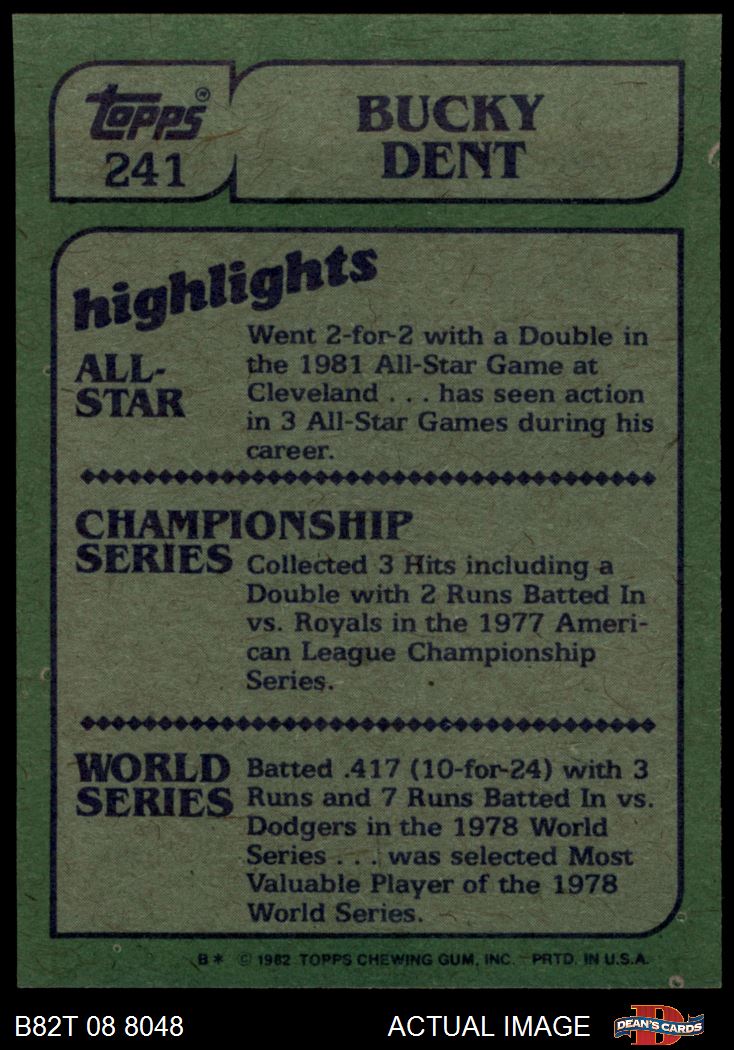 topps®
241
BUCKY
DENT
highlights
ALL-
STAR
Went 2-for-2 with a Double in
the 1981 All-Star Game at
Cleveland . . . has seen action
in 3 All-Star Games during his
career.
CHAMPIONSHIP
SERIES
Collected 3 Hits including a
Double with 2 Runs Batted In
vs. Royals in the 1977 Ameri-
can League Championship
Series.
WORLD
SERIES
Batted .417 (10-for-24) with 3
Runs and 7 Runs Batted In vs.
Dodgers in the 1978 World
Series . . . was selected Most
Valuable Player of the 1978
World Series.
B* © 1982 TOPPS CHEWING GUM, INC. PRTD. IN U.S.A.
B82T 08 8048
ACTUAL IMAGE
D
DEAN'S CARDS